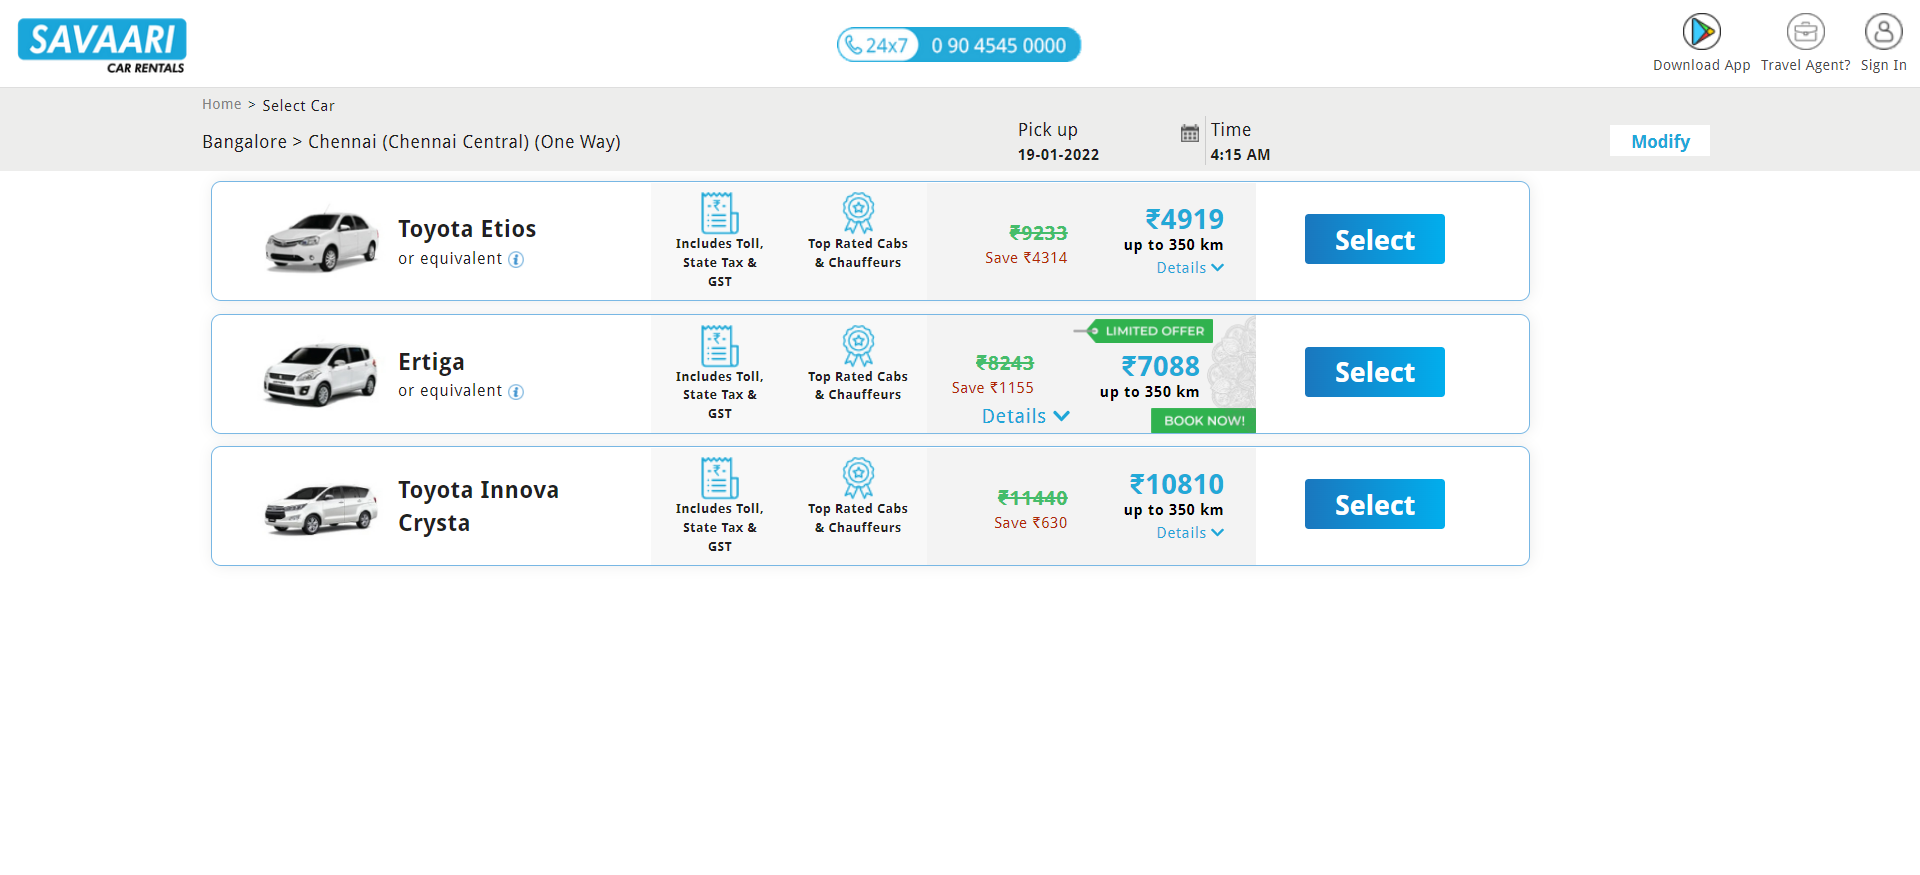 SAVAARI
CAR RENTALS
24x7 0 90 4545 0000
Download App Travel Agent? Sign In
Home > Select Car
Bangalore > Chennai (Chennai Central) (One Way)
Pick up
19-01-2022
Time
4:15 AM
Modify
Toyota Etios
or equivalent i
Includes Toll,
State Tax &
GST
Top Rated Cabs
& Chauffeurs
₹9233
Save ₹4314
₹4919
up to 350 km
Details
Select
Ertiga
or equivalent i
Includes Toll,
State Tax &
GST
Top Rated Cabs
& Chauffeurs
₹8243
Save ₹1155
Details
LIMITED OFFER
₹7088
up to 350 km
BOOK NOW!
Select
Toyota Innova
Crysta
Includes Toll,
State Tax &
GST
Top Rated Cabs
& Chauffeurs
₹11440
Save ₹630
₹10810
up to 350 km
Details
Select